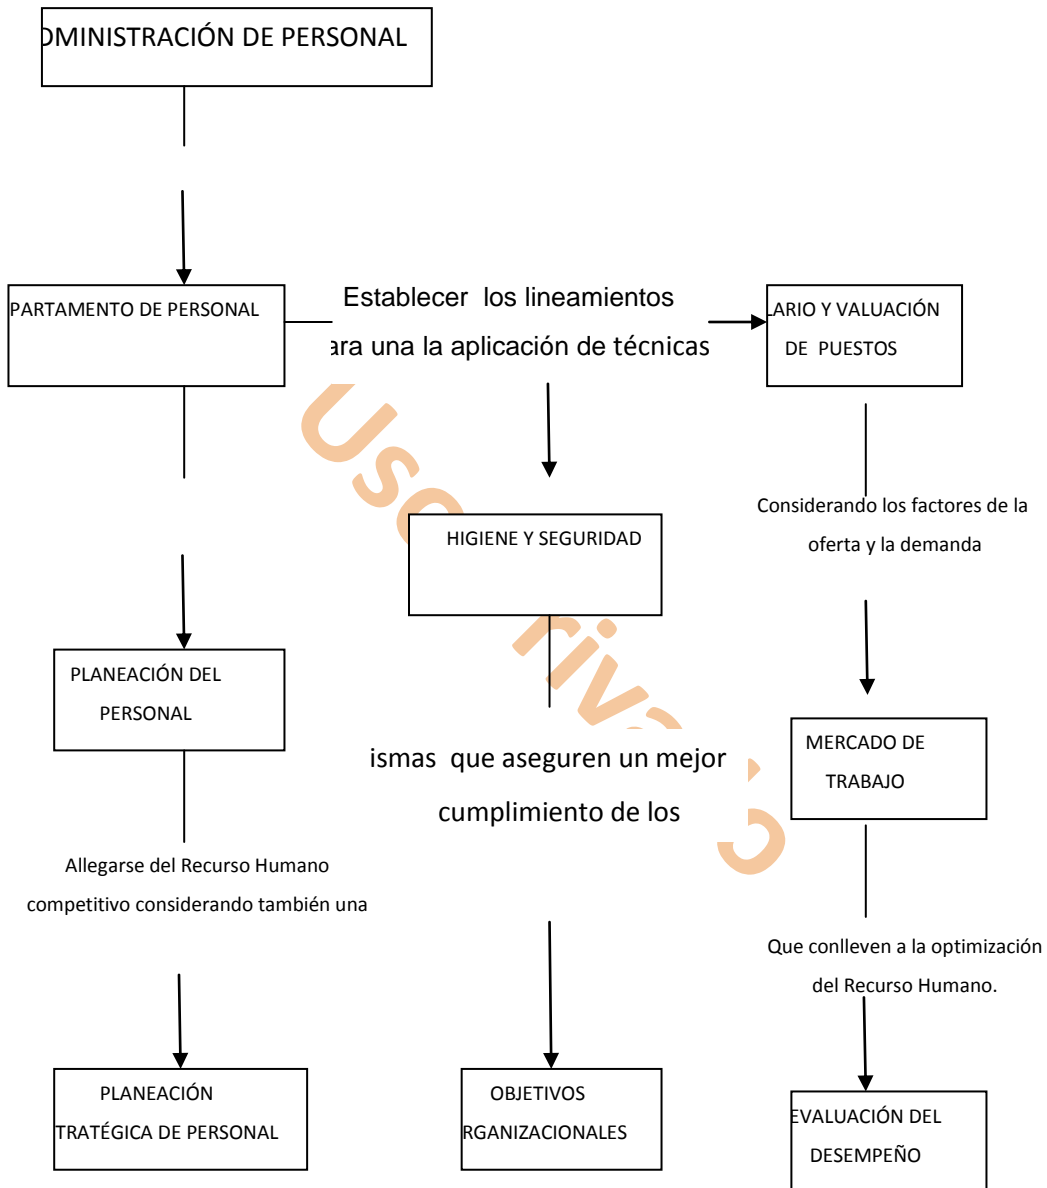 DMINISTRACIÓN DE PERSONAL
PARTAMENTO DE PERSONAL
Establecer los lineamientos
ara una la aplicación de técnicas
LARIO Y VALUACIÓN
DE PUESTOS
HIGIENE Y SEGURIDAD
Considerando los factores de la
oferta y la demanda
PLANEACIÓN DEL
PERSONAL
ismas que aseguren un mejor
cumplimiento de los
MERCADO DE
TRABAJO
Allegarse del Recurso Humano
competitivo considerando también una
Que conlleven a la optimización
del Recurso Humano.
PLANEACIÓN
TRATÉGICA DE PERSONAL
OBJETIVOS
RGANIZACIONALES
EVALUACIÓN DEL
DESEMPEÑO